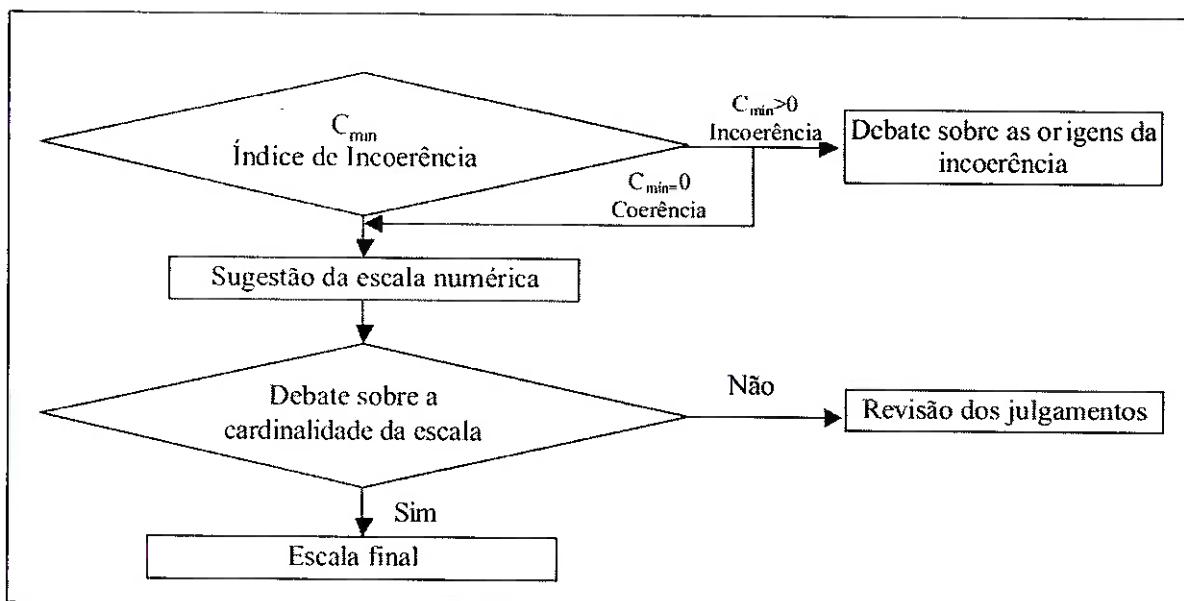 C_min
Índice de Incoerência
C_min>0
Incoerência
Debate sobre as origens da
incoerência
C_min=0
Coerência
Sugestão da escala numérica
Debate sobre a
cardinalidade da escala
Não
Revisão dos julgamentos
Sim
Escala final